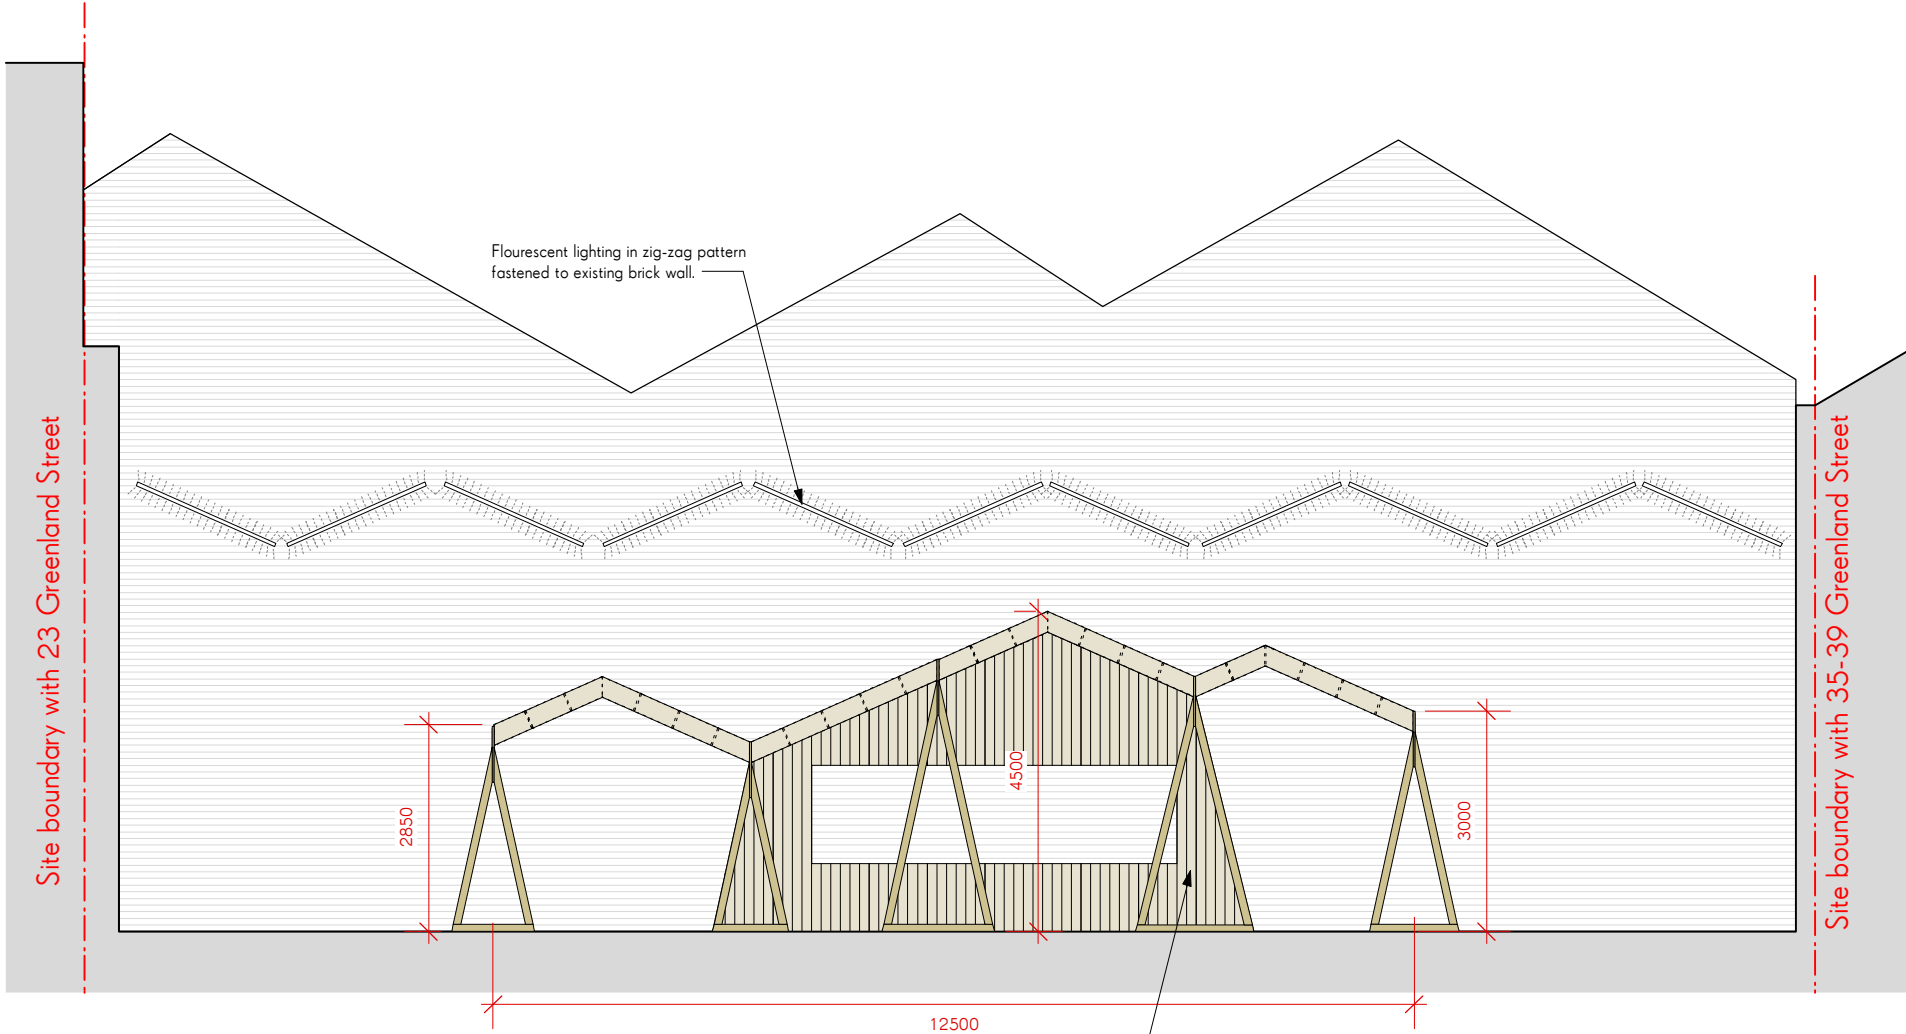 Flourescent lighting in zig-zag pattern
fastened to existing brick wall.
Site boundary with 23 Greenland Street
Site boundary with 35-39 Greenland Street
4500
2850
3000
12500